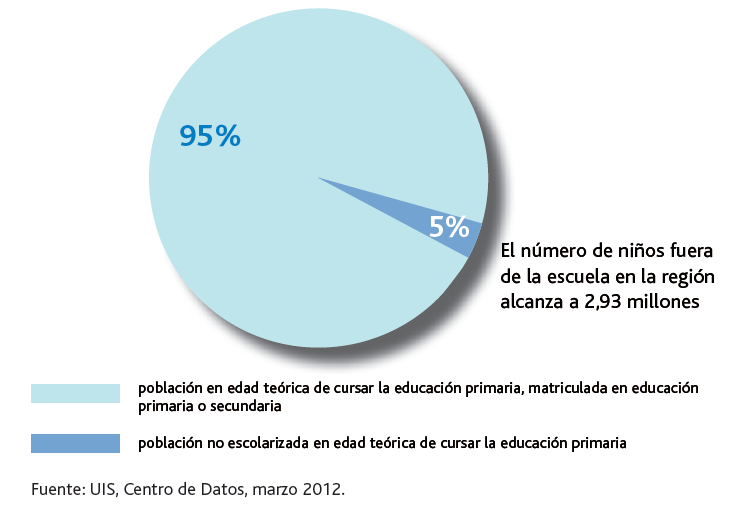 95%
5%
El número de niños fuera
de la escuela en la región
alcanza a 2,93 millones
población en edad teórica de cursar la educación primaria, matriculada en educación
primaria o secundaria
población no escolarizada en edad teórica de cursar la educación primaria
Fuente: UIS, Centro de Datos, marzo 2012.